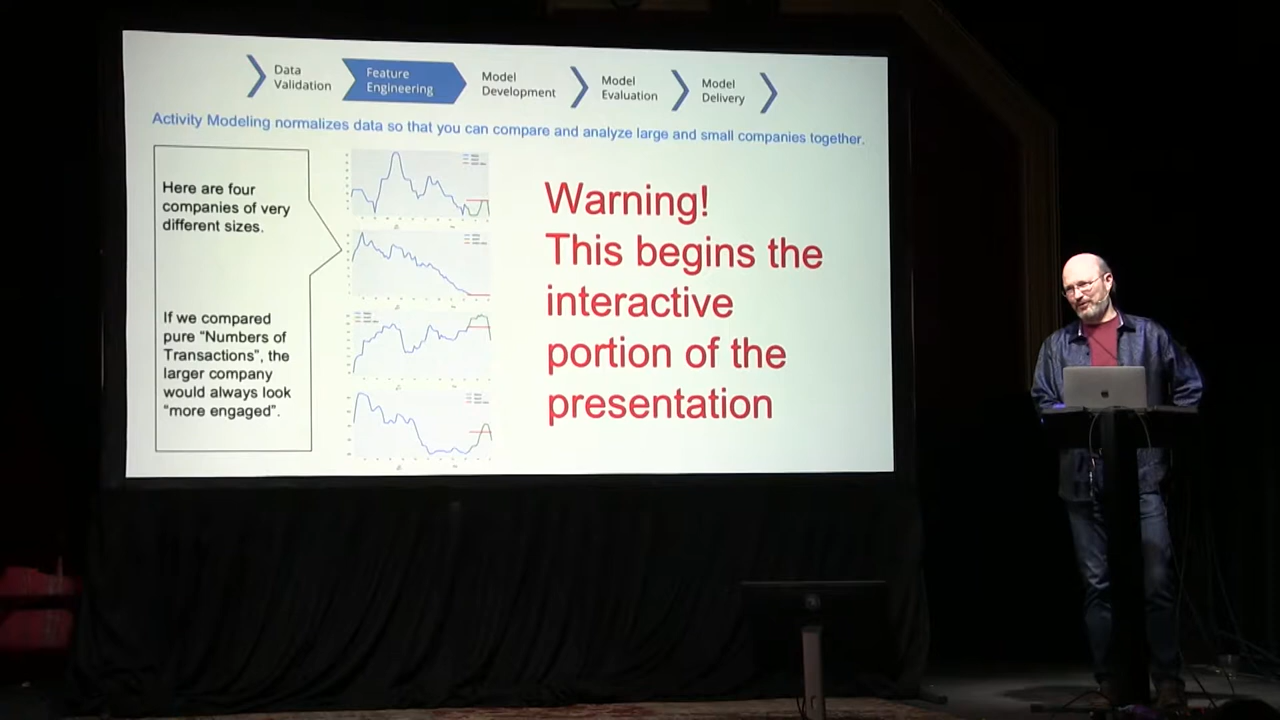 Data
Validation
Feature
Engineering
Model
Development
Model
Evaluation
Model
Delivery
Activity Modeling normalizes data so that you can compare and analyze large and small companies together.
Here are four
companies of very
different sizes.
If we compared
pure “Numbers of
Transactions”, the
larger company
would always look
“more engaged”.
Warning!
This begins the
interactive
portion of the
presentation